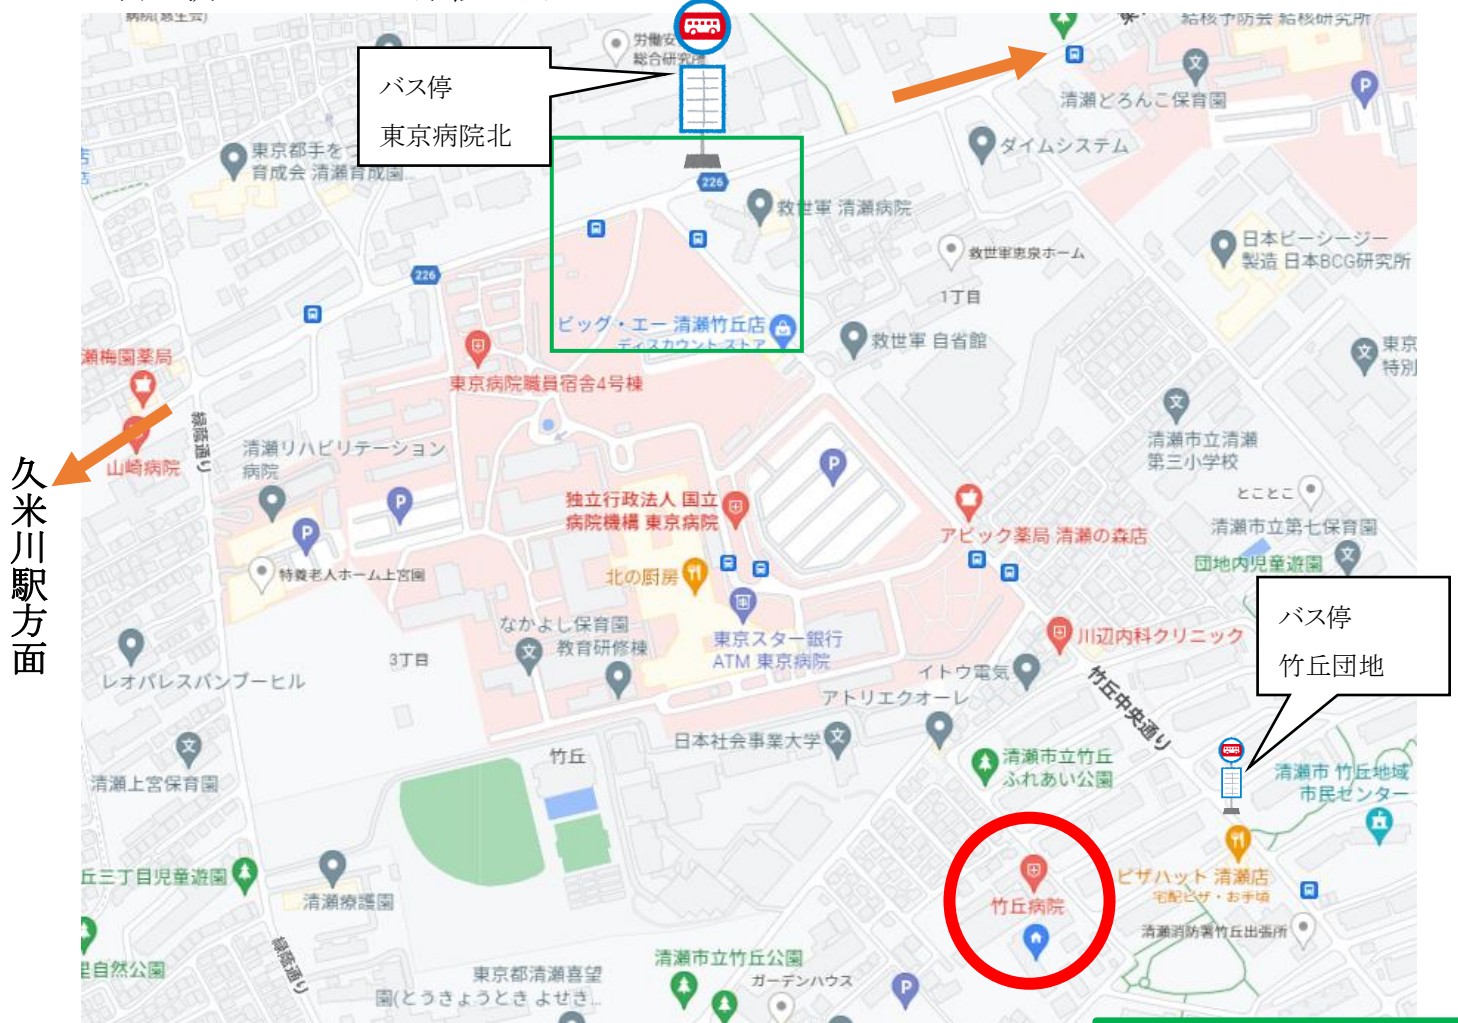 病院(慈生会)
労働安
総合研究所
結核予防会 結核研究所
バス停
東京病院北
清瀬どろんこ保育園
ダイムシステム
東京都手をつ
育成会 清瀬育成園...
226
救世軍 清瀬病院
救世軍恵泉ホーム
日本ビーシージー
製造 日本BCG研究所
226
1丁目
ビッグ・エー 清瀬竹丘店
ディスカウント ストア
救世軍 自省館
東京
特別
瀬梅園薬局
東京病院職員宿舎4号棟
緑蔭通り
清瀬リハビリテーション
病院
山崎病院
清瀬市立清瀬
第三小学校
久米川駅方面
独立行政法人 国立
病院機構 東京病院
とことこ
清瀬市立第七保育園
アピック薬局 清瀬の森店
団地内児童遊園
特養老人ホーム上宮園
北の厨房
バス停
竹丘団地
なかよし保育園
教育研修棟
東京スター銀行
ATM 東京病院
川辺内科クリニック
3丁目
レオパレスバンブーヒル
イトウ電気
アトリエクオーレ
竹丘中央通り
日本社会事業大学
竹丘
清瀬市立竹丘
ふれあい公園
清瀬市 竹丘地域
市民センター
清瀬上宮保育園
丘三丁目児童遊園
清瀬療護園
竹丘病院
ピザハット 清瀬店
宅配ピザ・お手頃
清瀬消防署竹丘出張所
緑蔭通り
里自然公園
東京都清瀬喜望
園(とうきょうとき よせき...
清瀬市立竹丘公園
ガーデンハウス